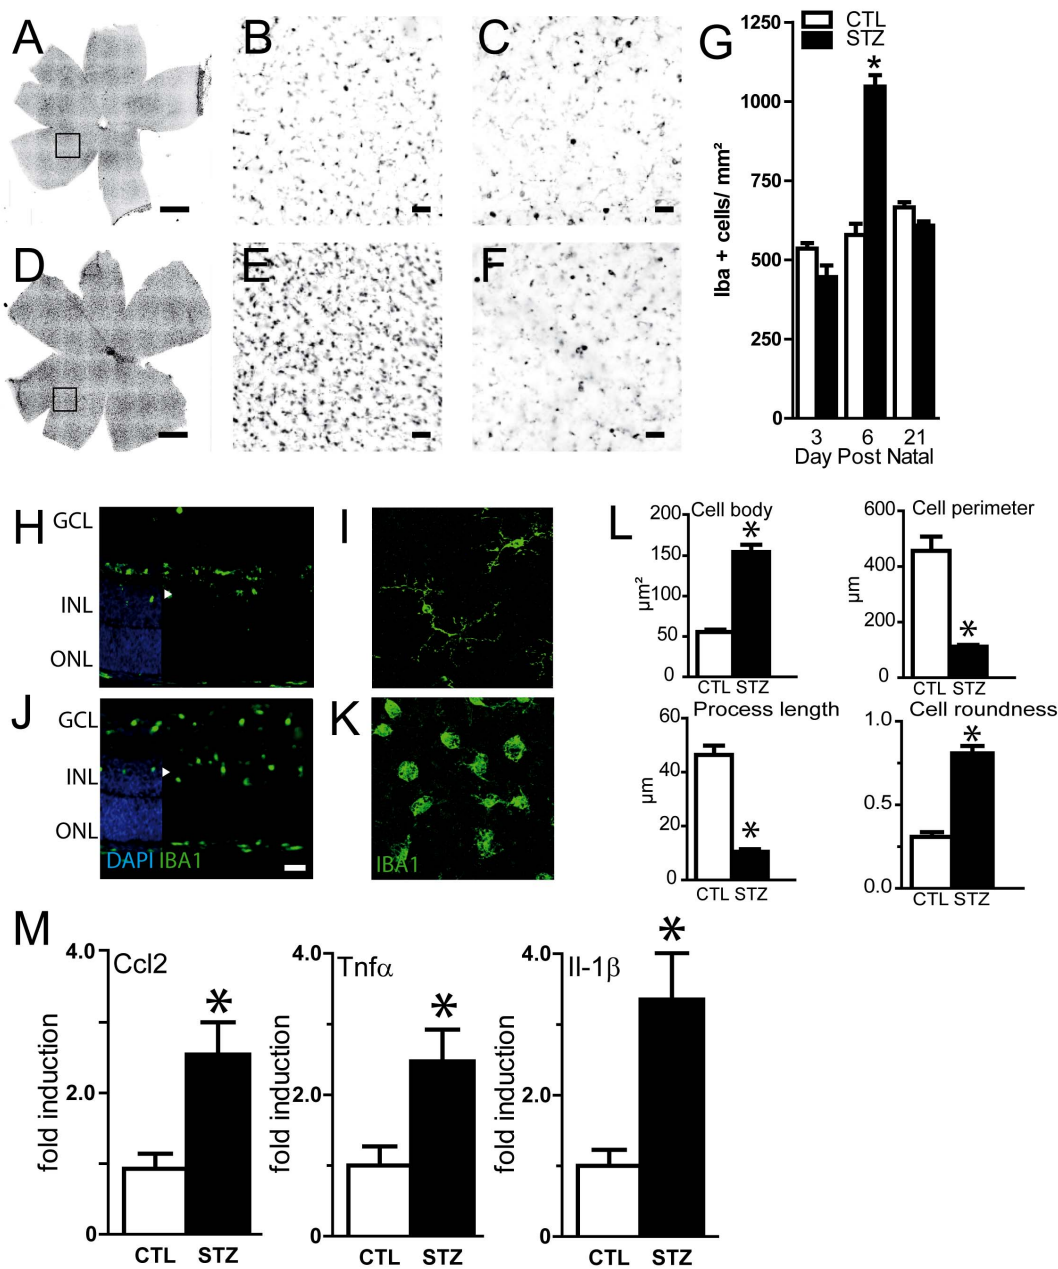 A
B
C
G
1250
CTL
STZ
*
1000
750
500
250
0
Iba + cells/ mm²
3 6 21
Day Post Natal
D
E
F
H
GCL
INL
ONL
I
J
GCL
INL
ONL
DAPI IBA1
K
IBA1
L
Cell body
200
150
100
50
0
µm²
*
CTL STZ
Cell perimeter
600
400
200
0
µm
*
CTL STZ
Process length
60
40
20
0
µm
*
CTL STZ
Cell roundness
1.0
0.5
0.0
*
CTL STZ
M
Ccl2
4.0
2.0
0
fold induction
*
CTL STZ
Tnfα
4.0
2.0
0
fold induction
*
CTL STZ
Il-1β
4.0
2.0
0
fold induction
*
CTL STZ